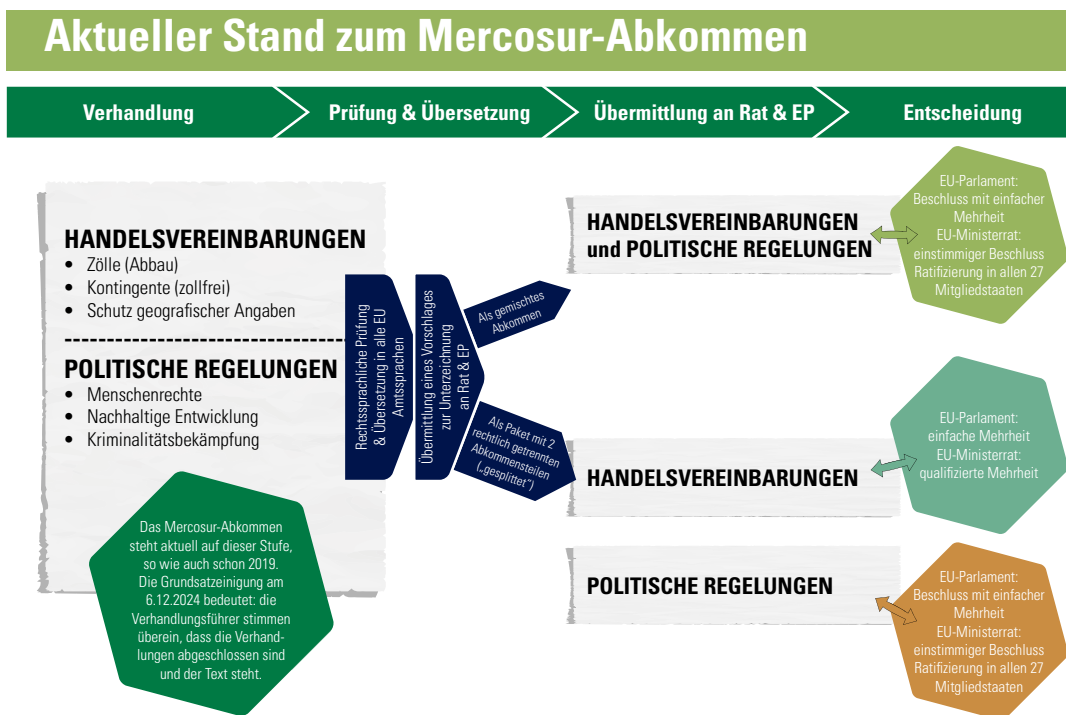 Aktueller Stand zum Mercosur-Abkommen
Verhandlung
Prüfung & Übersetzung
Übermittlung an Rat & EP
Entscheidung
HANDELSVEREINBARUNGEN
• Zölle (Abbau)
• Kontingente (zollfrei)
• Schutz geografischer Angaben
POLITISCHE REGELUNGEN
• Menschenrechte
• Nachhaltige Entwicklung
• Kriminalitätsbekämpfung
Das Mercosur-Abkommen
steht aktuell auf dieser Stufe,
so wie auch schon 2019.
Die Grundsatzeinigung am
6.12.2024 bedeutet: die
Verhandlungsführer stimmen
überein, dass die Verhand-
lungen abgeschlossen sind
und der Text steht.
Rechtssprachliche Prüfung
& Übersetzung in alle EU
Amtssprachen
Übermittlung eines Vorschlages
zur Unterzeichnung
an Rat & EP
Als gemischtes
Abkommen
Als Paket mit 2
rechtlich getrennten
Abkommensteilen
(„gesplittet“)
HANDELSVEREINBARUNGEN
und POLITISCHE REGELUNGEN
EU-Parlament:
Beschluss mit einfacher
Mehrheit
EU-Ministerrat:
einstimmiger Beschluss
Ratifizierung in allen 27
Mitgliedstaaten
HANDELSVEREINBARUNGEN
EU-Parlament:
einfache Mehrheit
EU-Ministerrat:
qualifizierte Mehrheit
POLITISCHE REGELUNGEN
EU-Parlament:
Beschluss mit einfacher
Mehrheit
EU-Ministerrat:
einstimmiger Beschluss
Ratifizierung in allen 27
Mitgliedstaaten